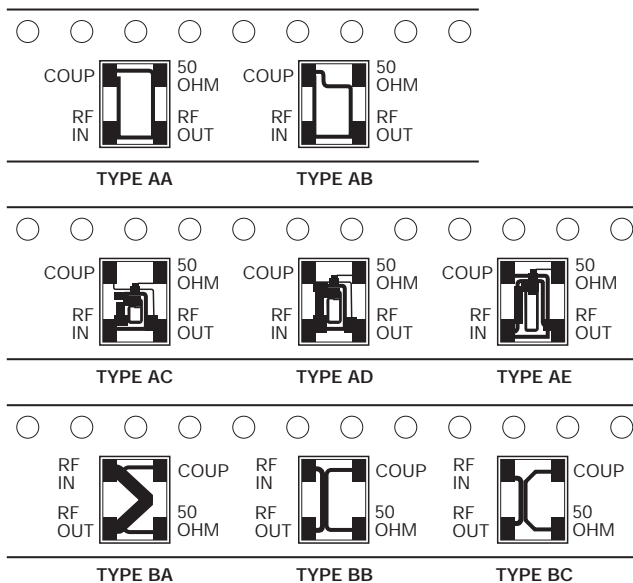 COUP 50 OHM COUP 50 OHM
RF IN RF OUT RF IN RF OUT
TYPE AA TYPE AB
COUP 50 OHM COUP 50 OHM COUP 50 OHM
RF IN RF OUT RF IN RF OUT RF IN RF OUT
TYPE AC TYPE AD TYPE AE
RF IN COUP RF IN COUP RF IN COUP
RF OUT 50 OHM RF OUT 50 OHM RF OUT 50 OHM
TYPE BA TYPE BB TYPE BC